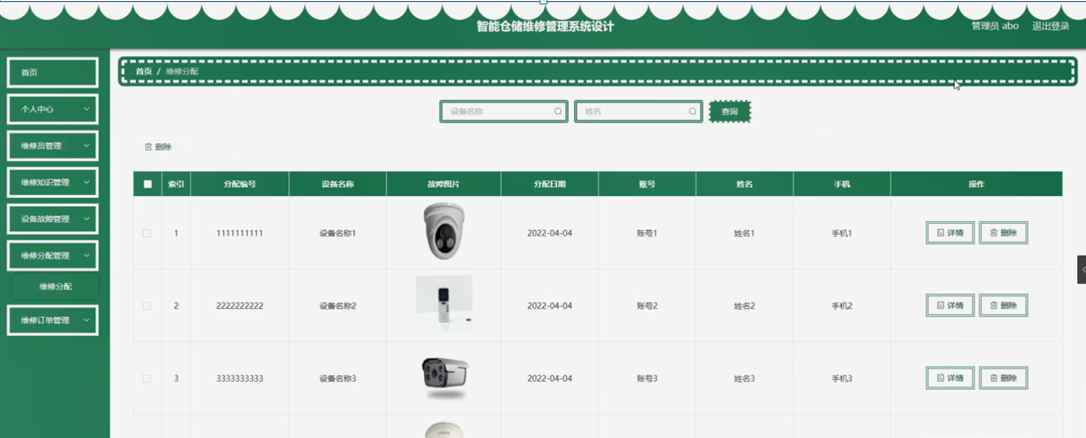 智能仓储维修管理系统设计
管理员 abo 退出登录
首页
个人中心
维修员管理
维修知识管理
设备故障管理
维修分配管理
维修分配
维修订单管理
首页 / 维修分配
设备名称 姓名 查询
删除
索引 分配编号 设备名称 故障图片 分配日期 账号 姓名 手机 操作
1 1111111111 设备名称1 2022-04-04 账号1 姓名1 手机1 详情 删除
2 2222222222 设备名称2 2022-04-04 账号2 姓名2 手机2 详情 删除
3 3333333333 设备名称3 2022-04-04 账号3 姓名3 手机3 详情 删除